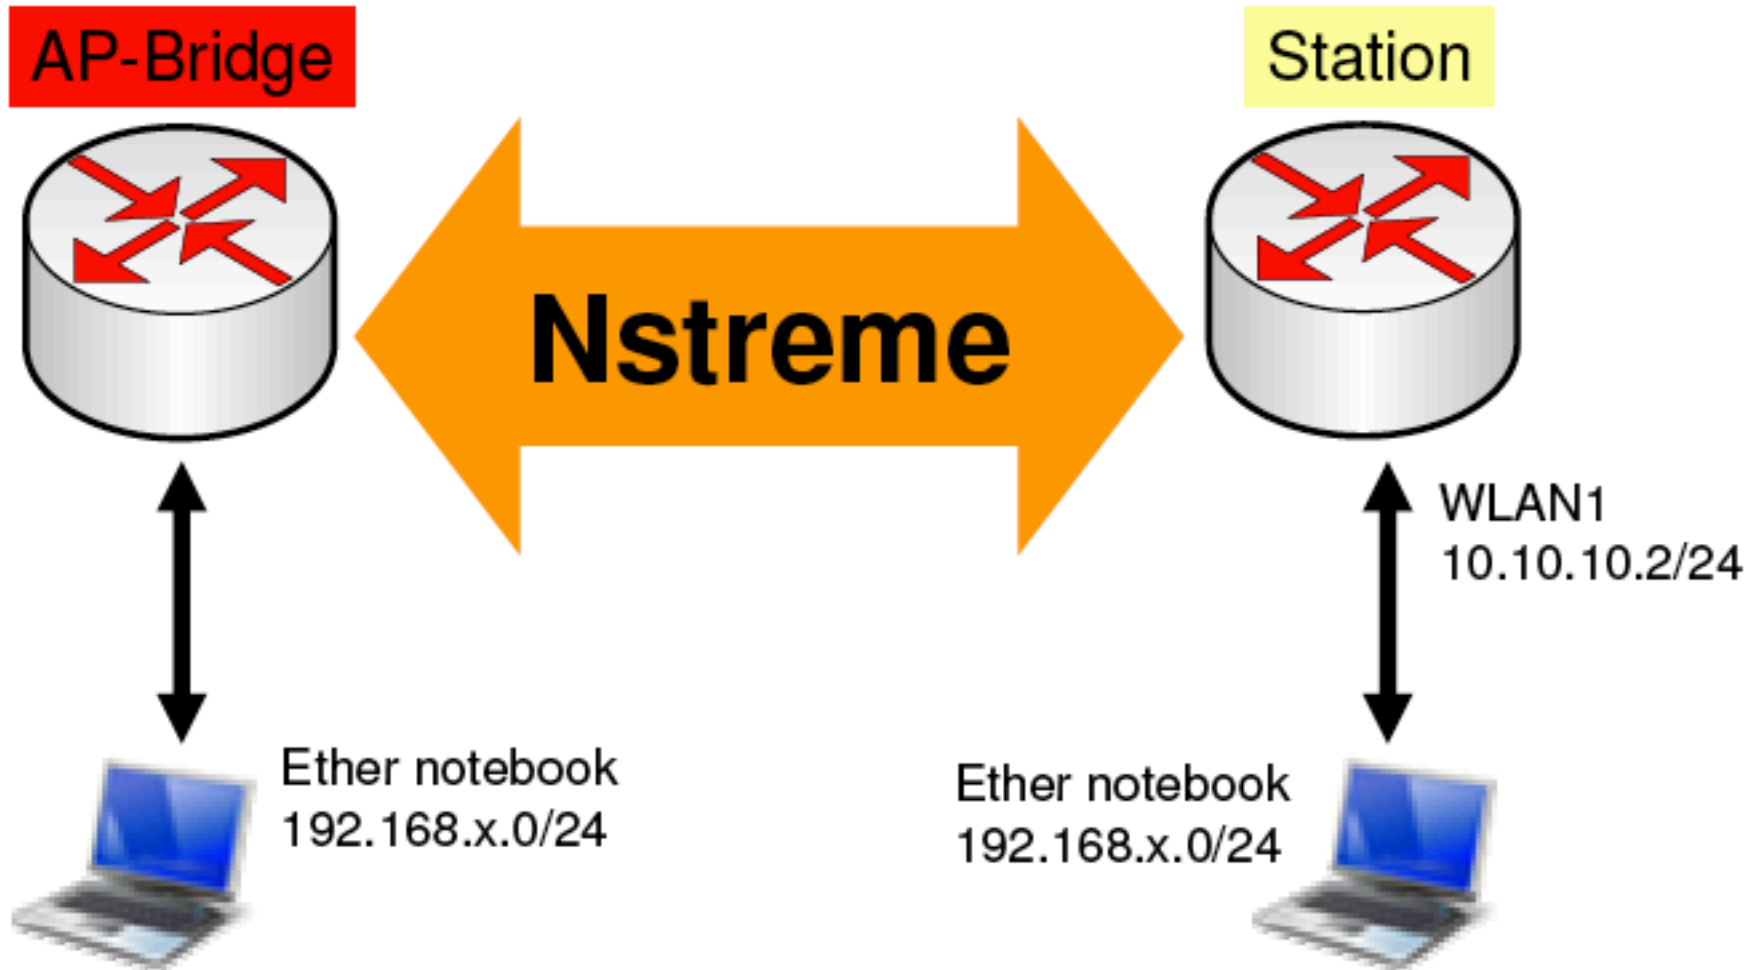 AP-Bridge
Station
Nstreme
WLAN1
10.10.10.2/24
Ether notebook
192.168.x.0/24
Ether notebook
192.168.x.0/24